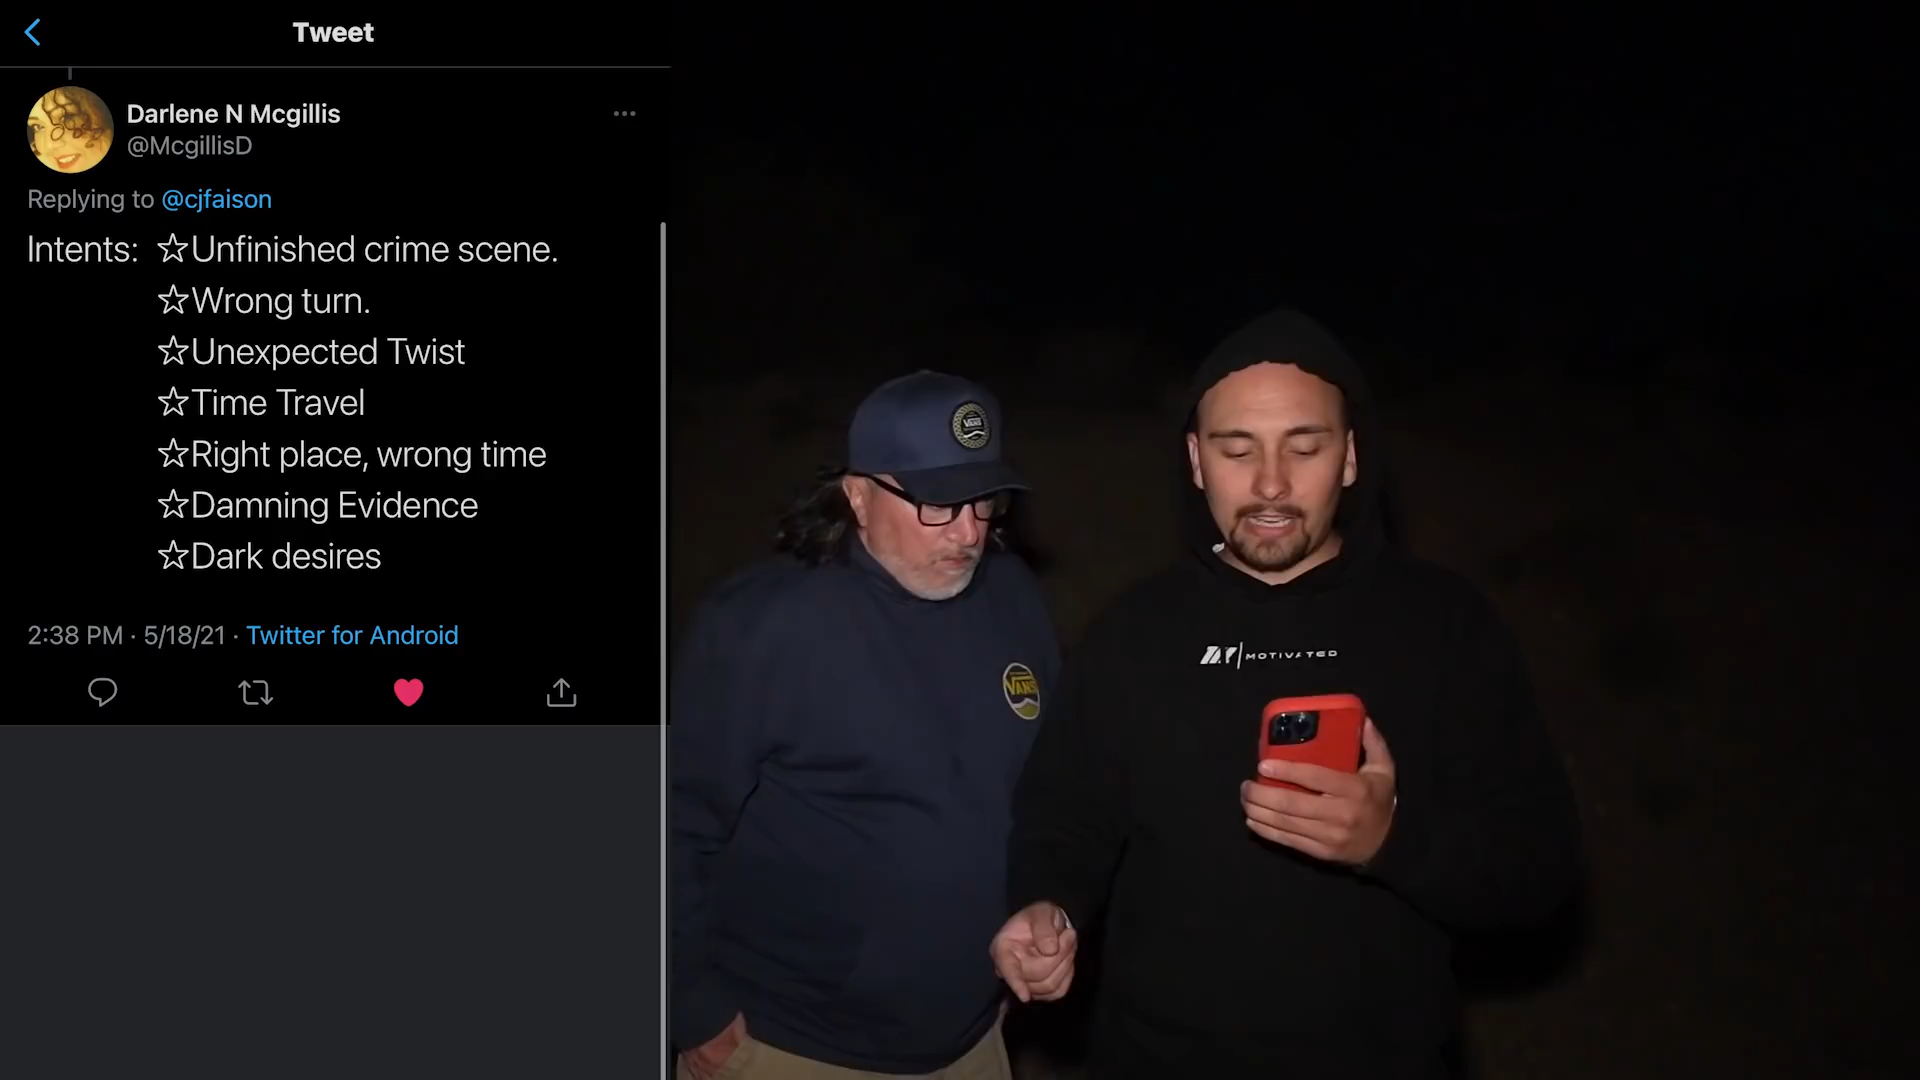 Tweet
Darlene N Mcgillis
@McgillisD
Replying to @cjfaison
Intents: ☆Unfinished crime scene.
☆Wrong turn.
☆Unexpected Twist
☆Time Travel
☆Right place, wrong time
☆Damning Evidence
☆Dark desires
2:38 PM · 5/18/21 · Twitter for Android
VANS
VANS
MOTIVATED